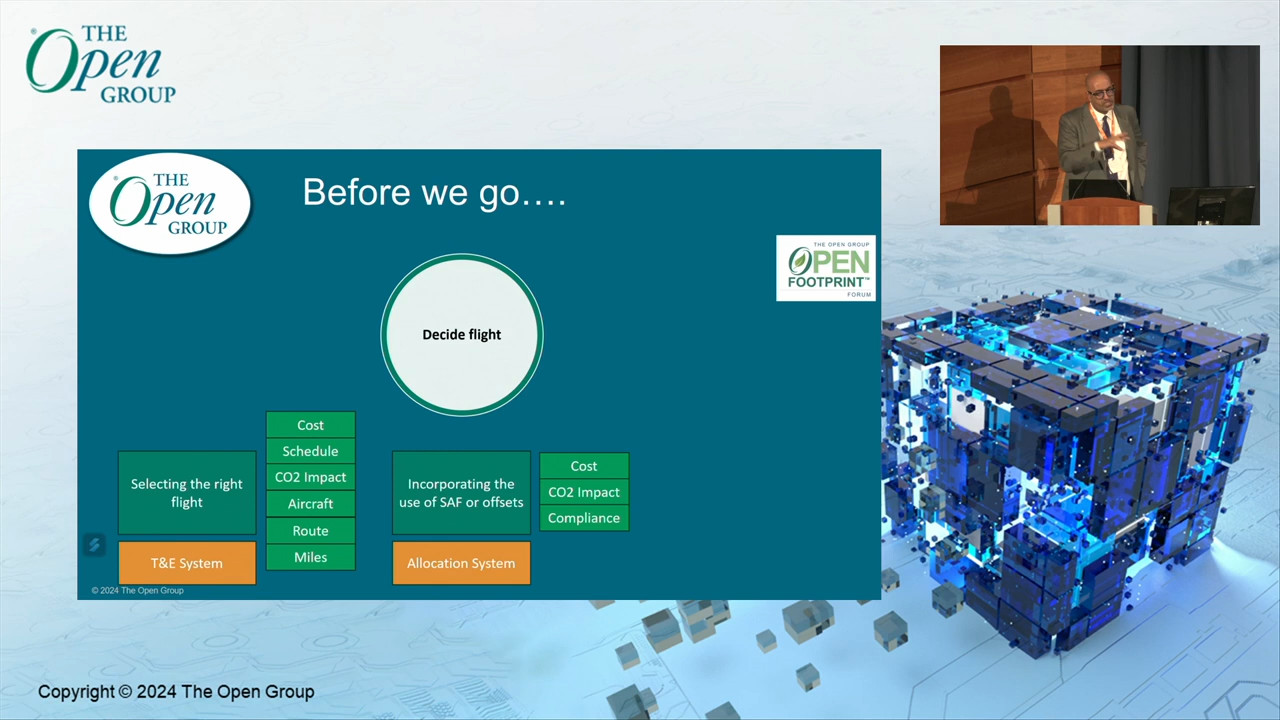 THE
Open
GROUP
THE
Open
GROUP
Before we go….
THE OPEN GROUP
OPEN
FOOTPRINT™
FORUM
Decide flight
Selecting the right
flight
T&E System
Cost
Schedule
CO2 Impact
Aircraft
Route
Miles
Incorporating the
use of SAF or offsets
Allocation System
Cost
CO2 Impact
Compliance
© 2024 The Open Group
Copyright © 2024 The Open Group